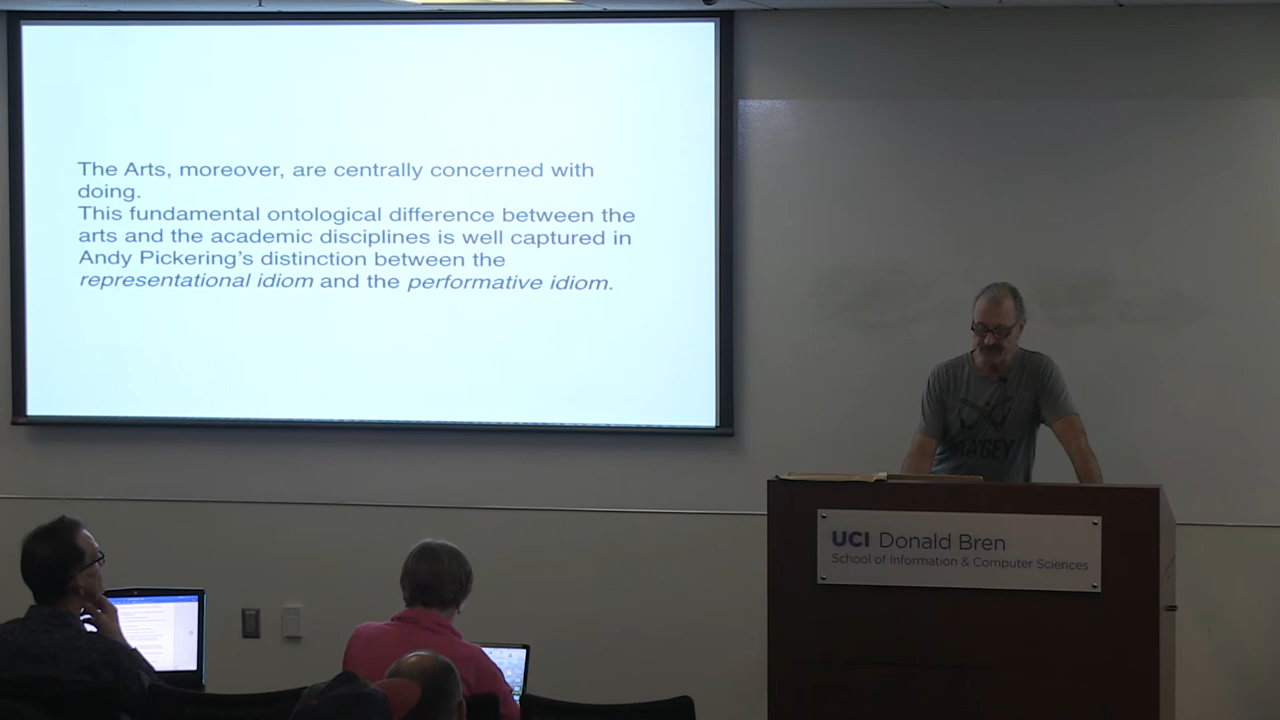 The Arts, moreover, are centrally concerned with
doing.
This fundamental ontological difference between the
arts and the academic disciplines is well captured in
Andy Pickering's distinction between the
representational idiom and the performative idiom.
UCI Donald Bren
School of Information & Computer Sciences